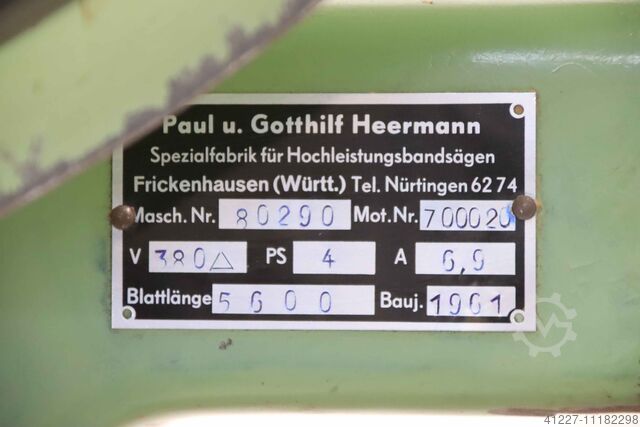 Paul u. Gotthilf Heermann
Spezialfabrik für Hochleistungsbandsägen
Frickenhausen (Württ.) Tel. Nürtingen 62 74
Masch. Nr. 80290 Mot. Nr. 700020
V 380△ PS 4 A 6,9
Blattlänge 5600 Bauj. 1961
41227-11182298